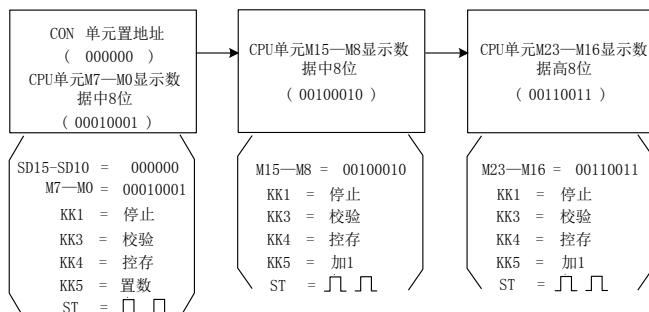 CON 单元置地址
( 000000 )
CPU单元M7—M0显示数
据中8位
( 00010001 )
CPU单元M15—M8显示数
据中8位
( 00100010 )
CPU单元M23—M16显示数
据高8位
( 00110011 )
SD15-SD10 = 000000
M7—M0 = 00010001
KK1 = 停止
KK3 = 校验
KK4 = 控存
KK5 = 置数
ST =
M15—M8 = 00100010
KK1 = 停止
KK3 = 校验
KK4 = 控存
KK5 = 加1
ST =
M23—M16 = 00110011
KK1 = 停止
KK3 = 校验
KK4 = 控存
KK5 = 加1
ST =